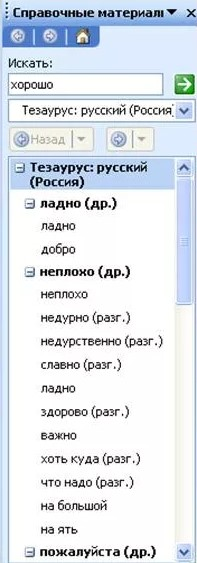 Справочные материалы
Искать:
хорошо
Тезаурус: русский (Россия)
Назад
Тезаурус: русский
(Россия)
ладно (др.)
ладно
добро
неплохо (др.)
неплохо
недурно (разг.)
недурственно (разг.)
славно (разг.)
ладно
здорово (разг.)
важно
хоть куда (разг.)
что надо (разг.)
на большой
на ять
пожалуйста (др.)